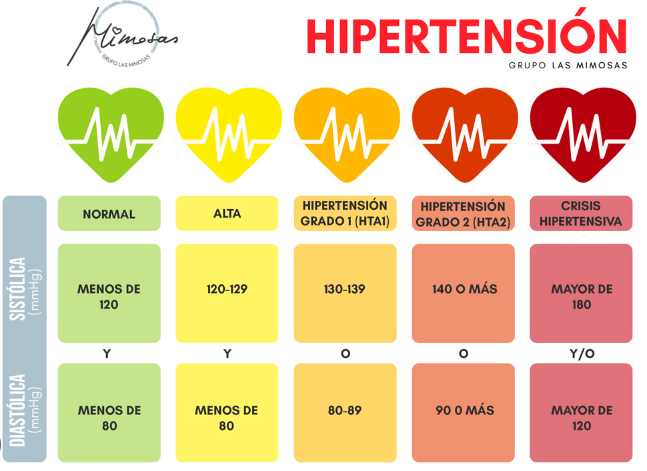 Mimosas
GRUPO LAS MIMOSAS
HIPERTENSIÓN
GRUPO LAS MIMOSAS
NORMAL
ALTA
HIPERTENSIÓN
GRADO 1 (HTA1)
HIPERTENSIÓN
GRADO 2 (HTA2)
CRISIS
HIPERTENSIVA
SISTÓLICA
(mmHg)
MENOS DE
120
120-129
130-139
140 O MÁS
MAYOR DE
180
Y
Y
O
O
Y/O
DIASTÓLICA
(mmHg)
MENOS DE
80
MENOS DE
80
80-89
90 0 MÁS
MAYOR DE
120